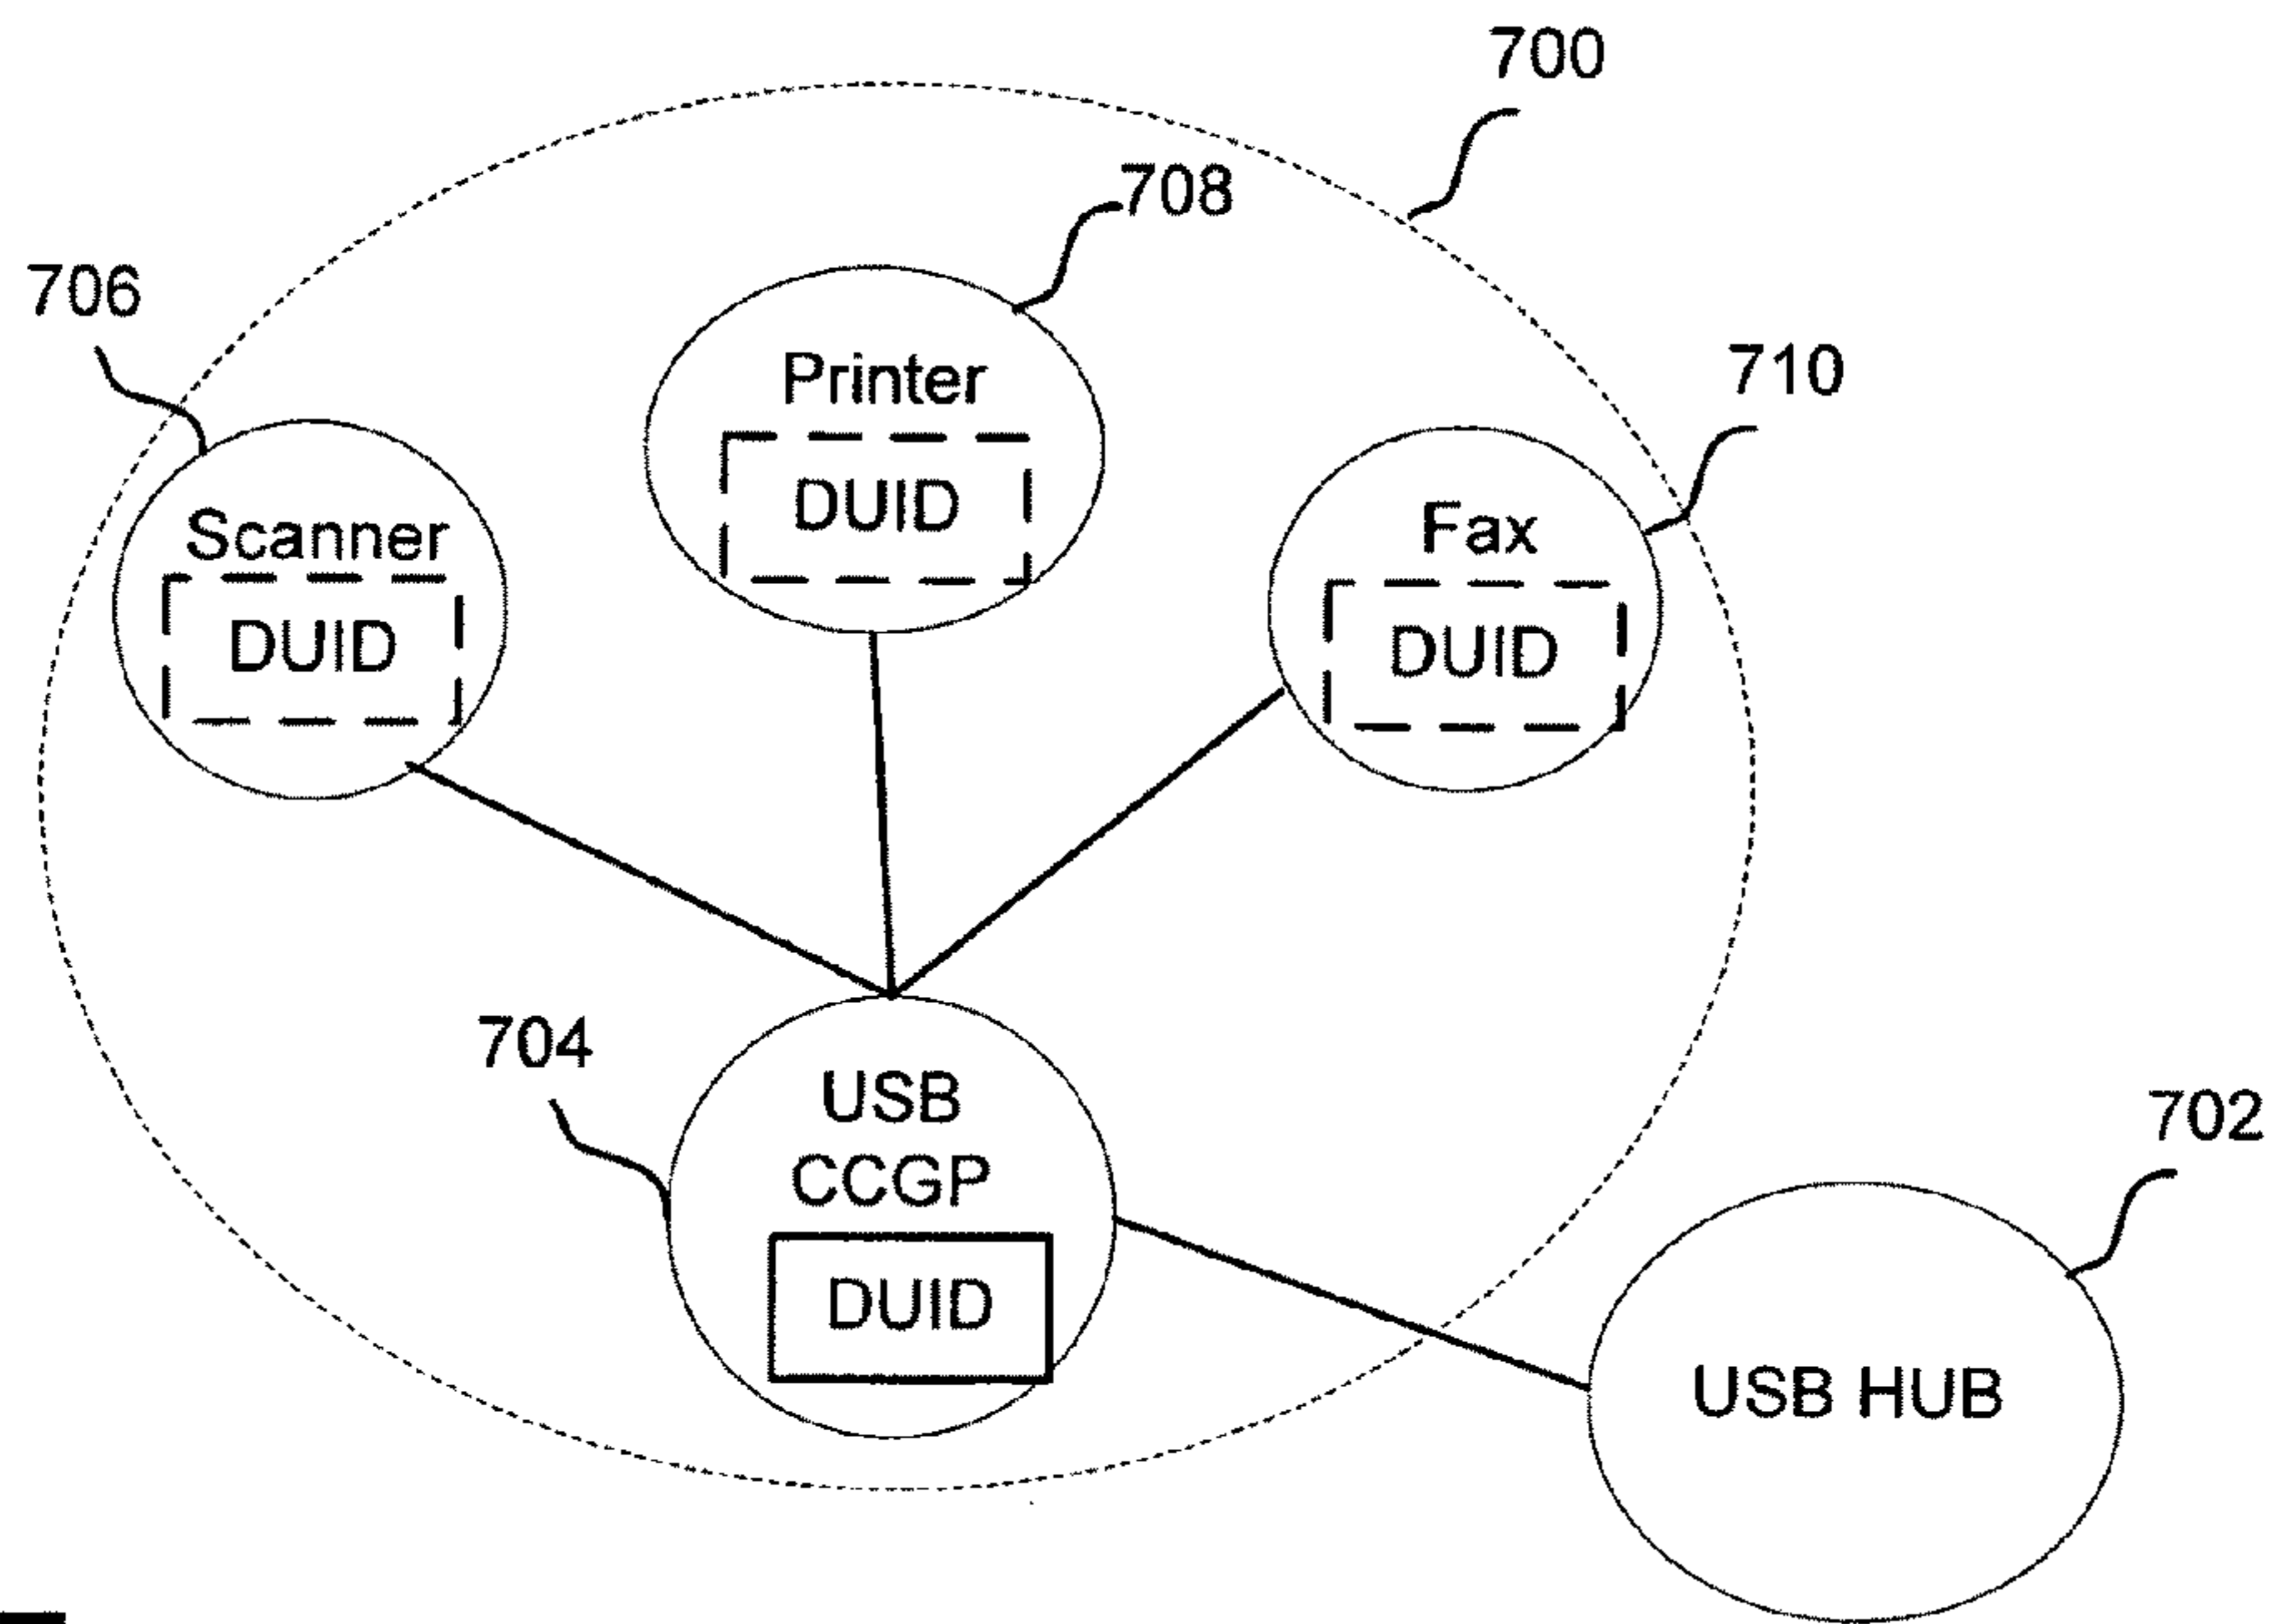 700
708
706
710
Printer
DUID
Scanner
DUID
Fax
DUID
704
USB
CCGP
DUID
702
USB HUB